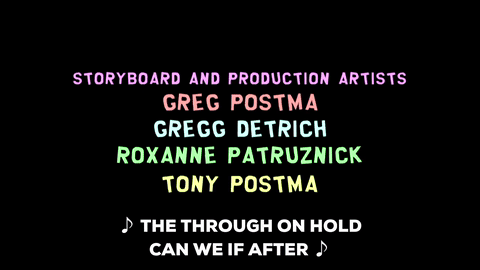 STORYBOARD AND PRODUCTION ARTISTS
GREG POSTMA
GREGG DETRICH
ROXANNE PATRUZNICK
TONY POSTMA
♪ THE THROUGH ON HOLD
CAN WE IF AFTER ♪